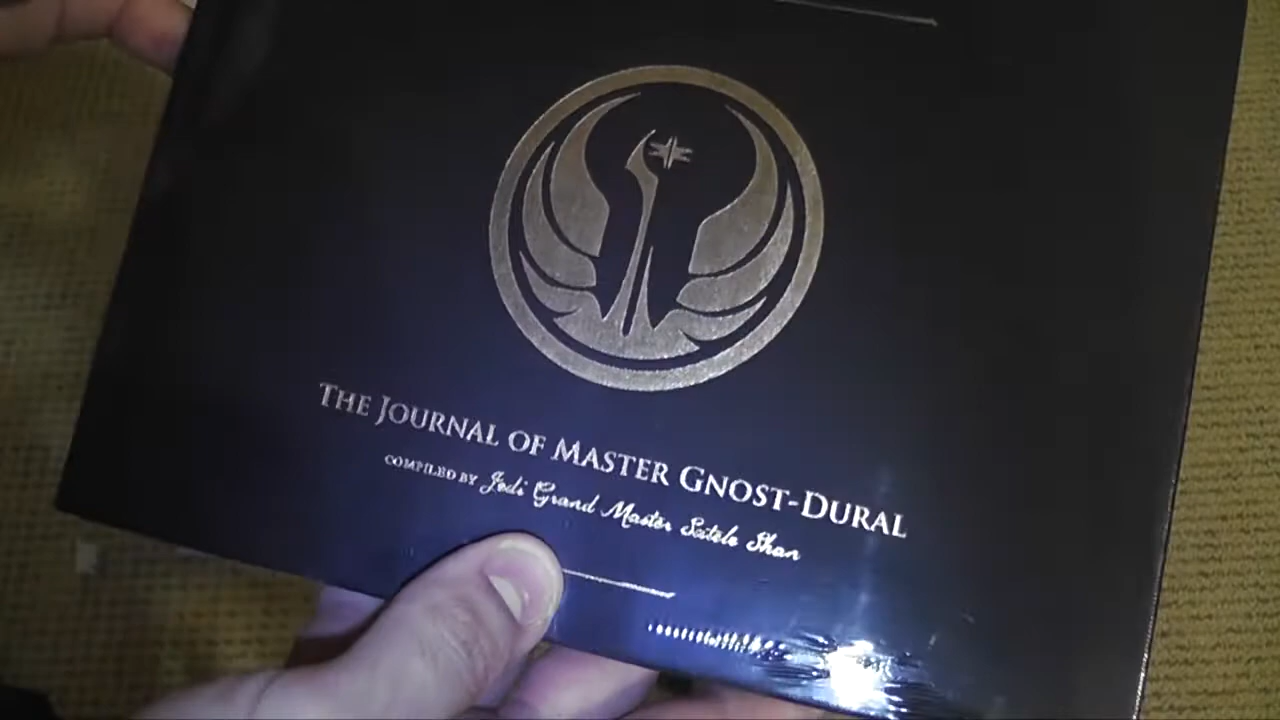 The Journal of Master Gnost-Dural
compiled by Jedi Grand Master Satele Shan